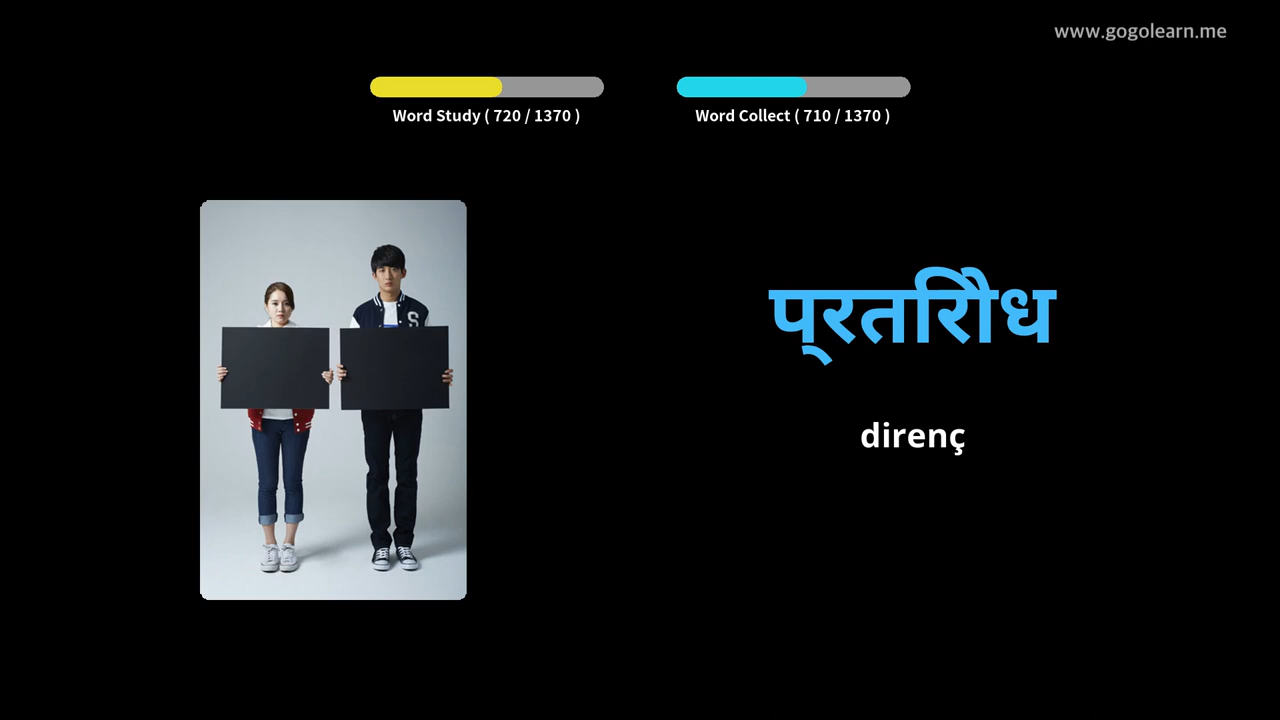 www.gogolearn.me
Word Study ( 720 / 1370 )
Word Collect ( 710 / 1370 )
S
प्रतिरोध
direnç